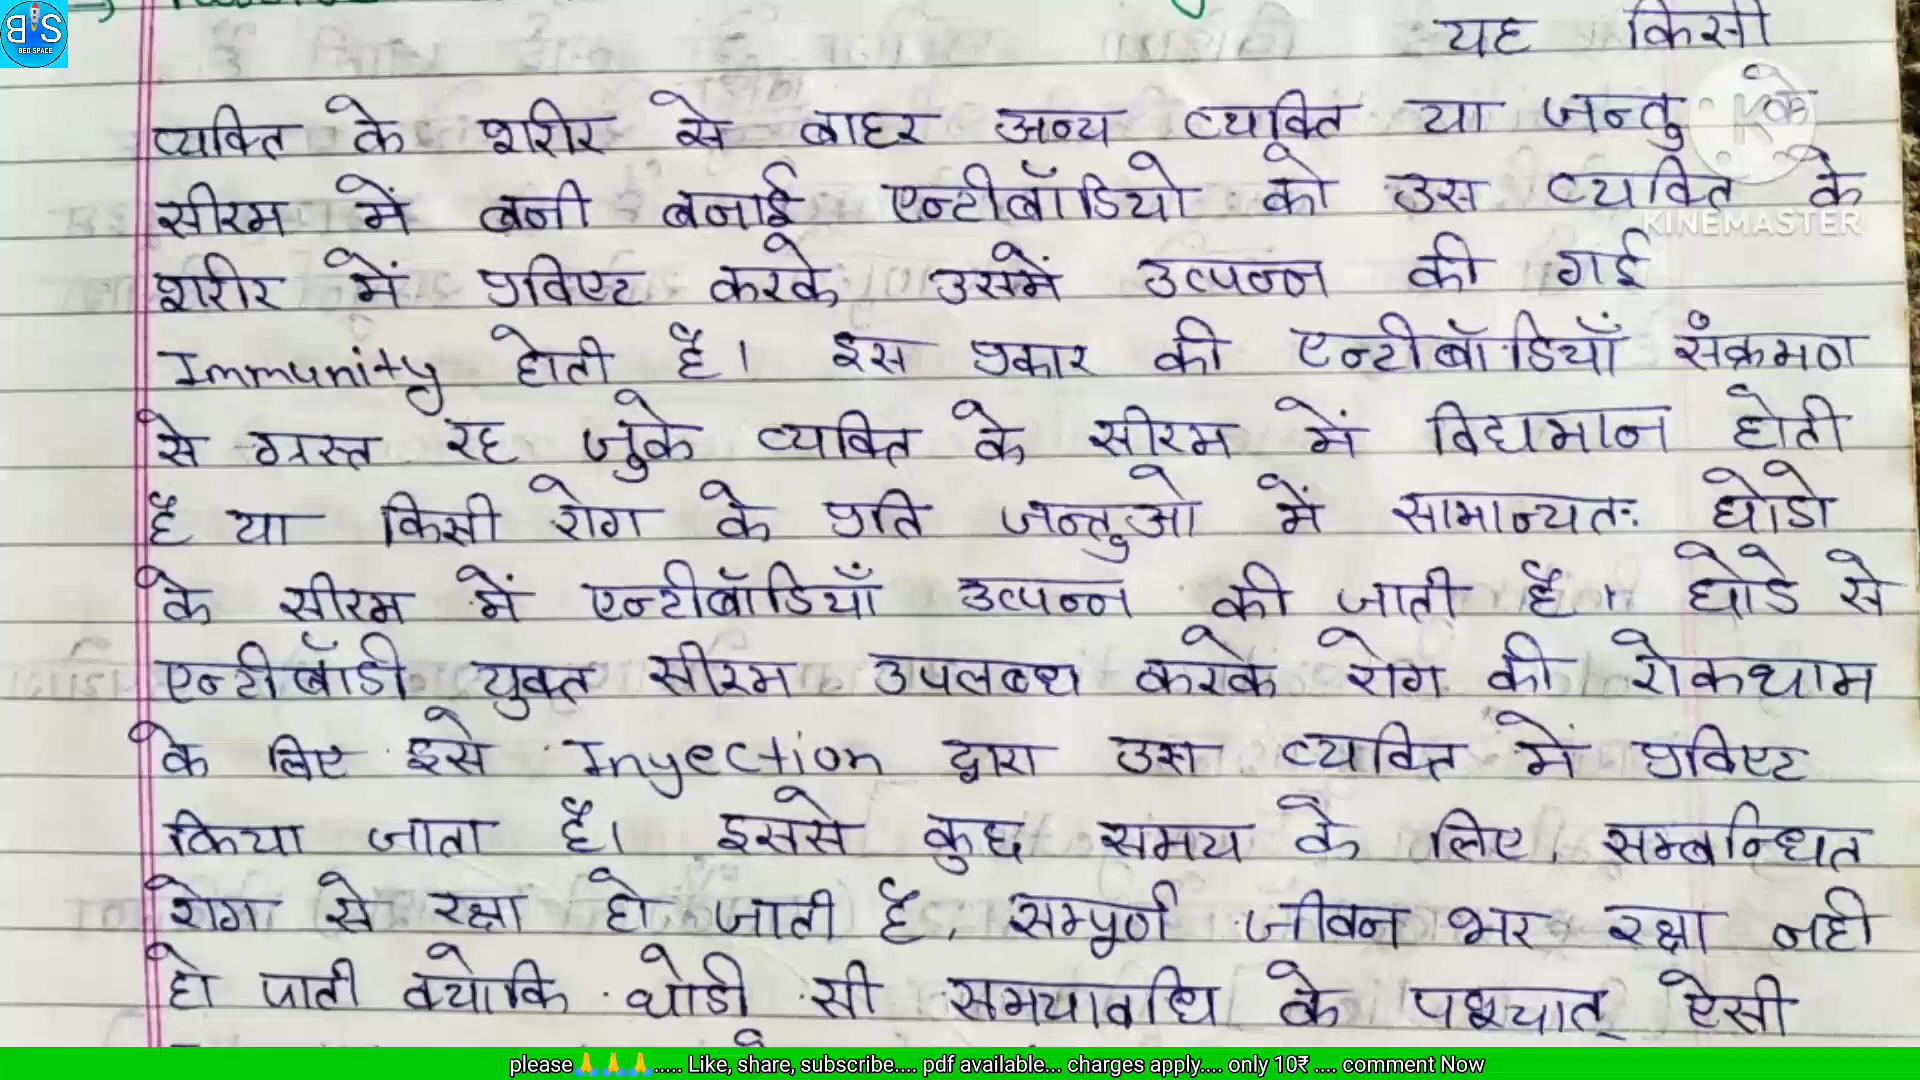 BIS
BED SPACE
यह किसी
व्यक्ति के शरीर से बाहर अन्य व्यक्ति या जन्तु के
सीरम में बनी बनाई एन्टीबॉडियो को उस व्यक्ति के
KINEMASTER
शरीर में प्रविष्ट करके उसमें उत्पन्न की गई
Immunity होती है। इस प्रकार की एन्टीबॉडियाँ संक्रमण
से ग्रस्त रह चुके व्यक्ति के सीरम में विद्यमान होती
है या किसी रोग के प्रति जन्तुओ में सामान्यतः घोडो
के सीरम में एन्टीबॉडियाँ उत्पन्न की जाती है। घोडे से
एन्टीबॉडी युक्त सीरम उपलब्ध करके रोग की रोकथाम
के लिए इसे Inyection द्वारा उस व्यक्ति में प्रविष्ट
किया जाता है। इससे कुछ समय के लिए, सम्बन्धित
रोग से रक्षा हो जाती है, सम्पूर्ण जीवन भर रक्षा नही
हो पाती क्योकि थोडी सी समयावधि के पश्चात् ऐसी
please🙏🙏🙏..... Like, share, subscribe.... pdf available... charges apply.... only 10₹ .... comment Now